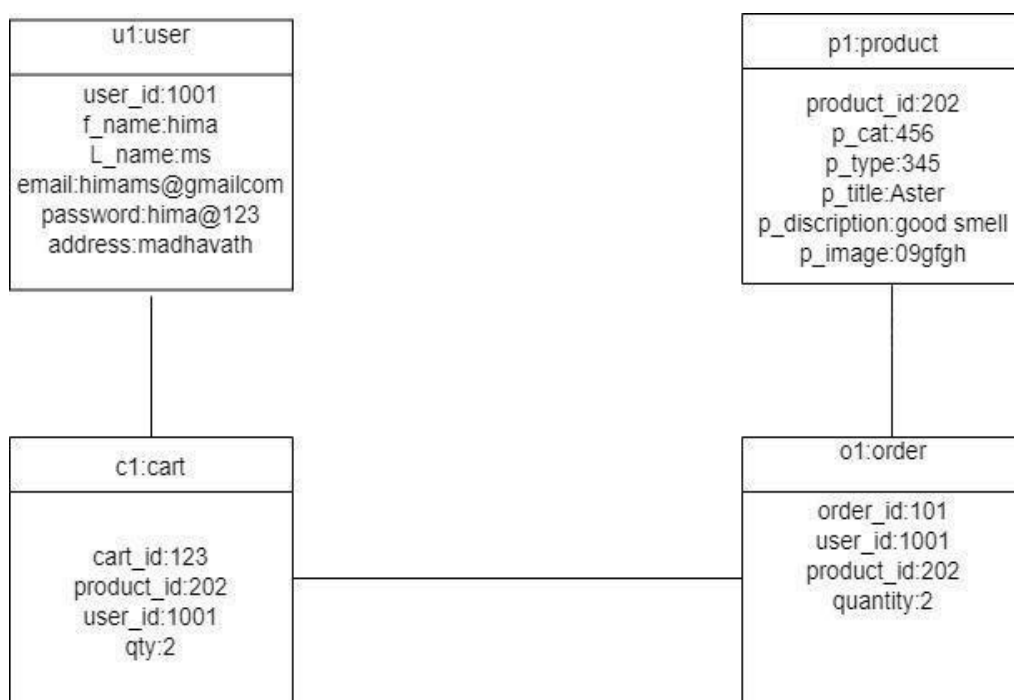 u1:user
user_id:1001
f_name:hima
L_name:ms
email:himams@gmailcom
password:hima@123
address:madhavath
p1:product
product_id:202
p_cat:456
p_type:345
p_title:Aster
p_discription:good smell
p_image:09gfgh
c1:cart
cart_id:123
product_id:202
user_id:1001
qty:2
o1:order
order_id:101
user_id:1001
product_id:202
quantity:2